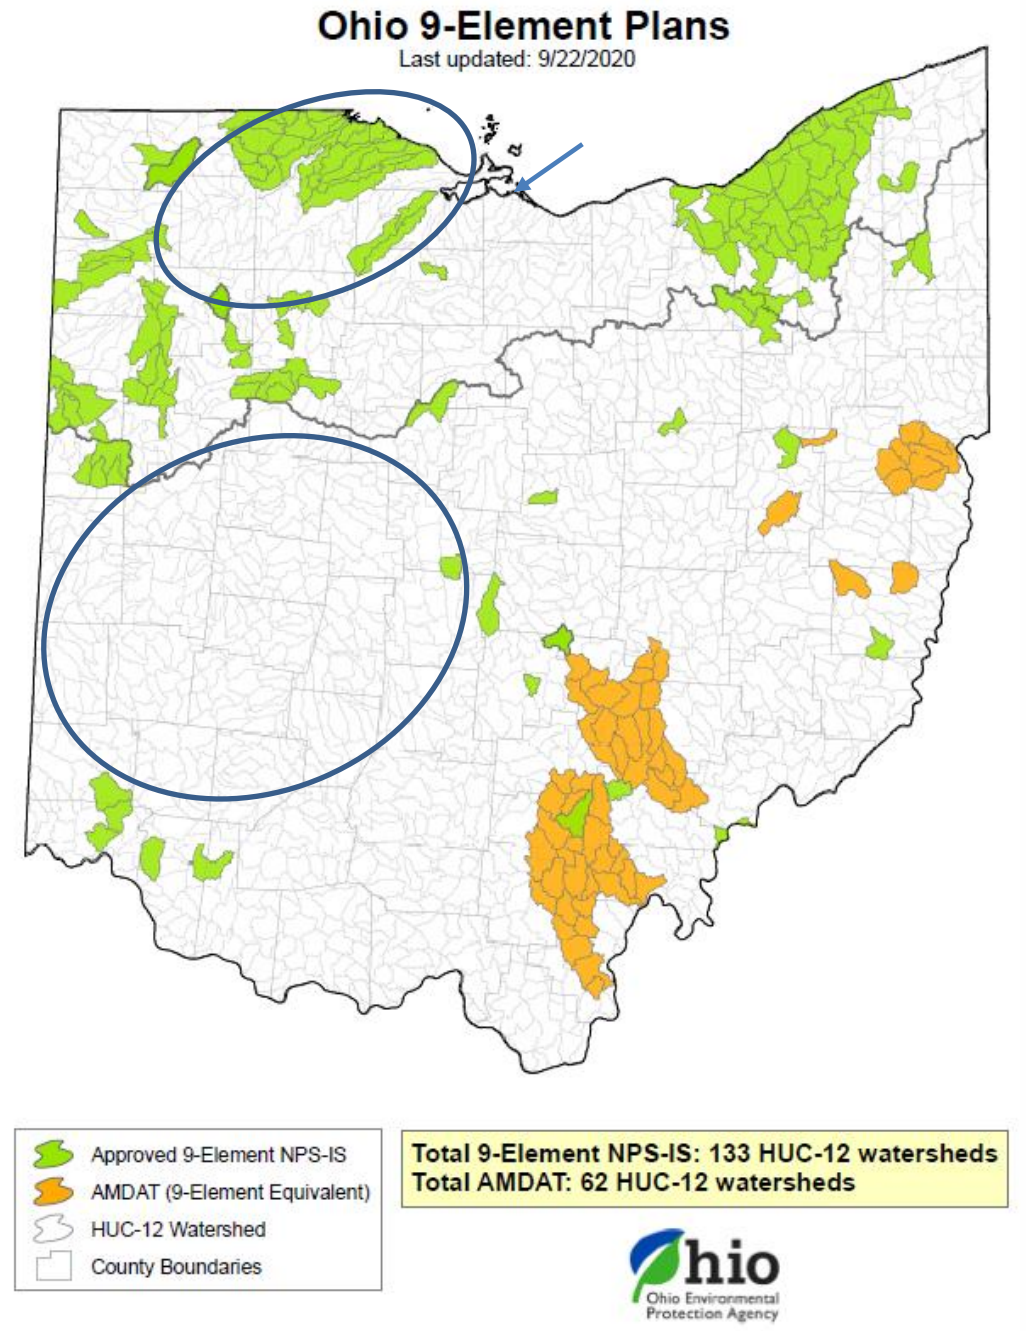 Ohio 9-Element Plans
Last updated: 9/22/2020
Approved 9-Element NPS-IS
AMDAT (9-Element Equivalent)
HUC-12 Watershed
County Boundaries
Total 9-Element NPS-IS: 133 HUC-12 watersheds
Total AMDAT: 62 HUC-12 watersheds
Ohio
Ohio Environmental
Protection Agency